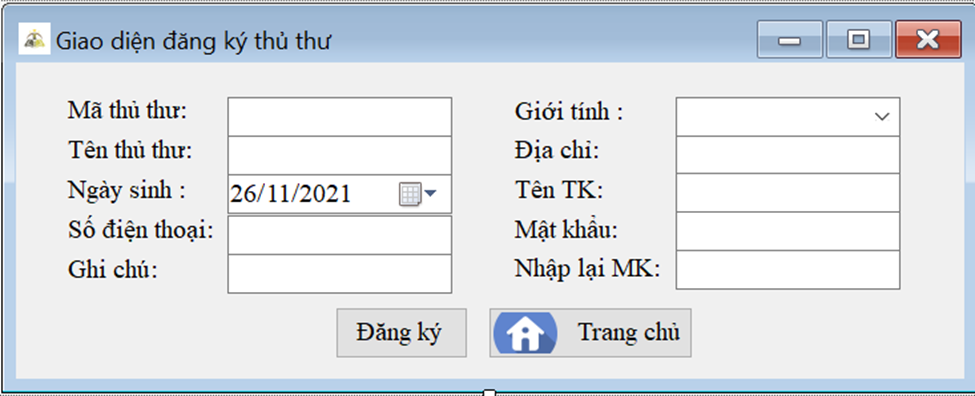 Giao diện đăng ký thủ thư
Mã thủ thư:
Tên thủ thư:
Ngày sinh : 26/11/2021
Số điện thoại:
Ghi chú:
Giới tính :
Địa chỉ:
Tên TK:
Mật khẩu:
Nhập lại MK:
Đăng ký
Trang chủ